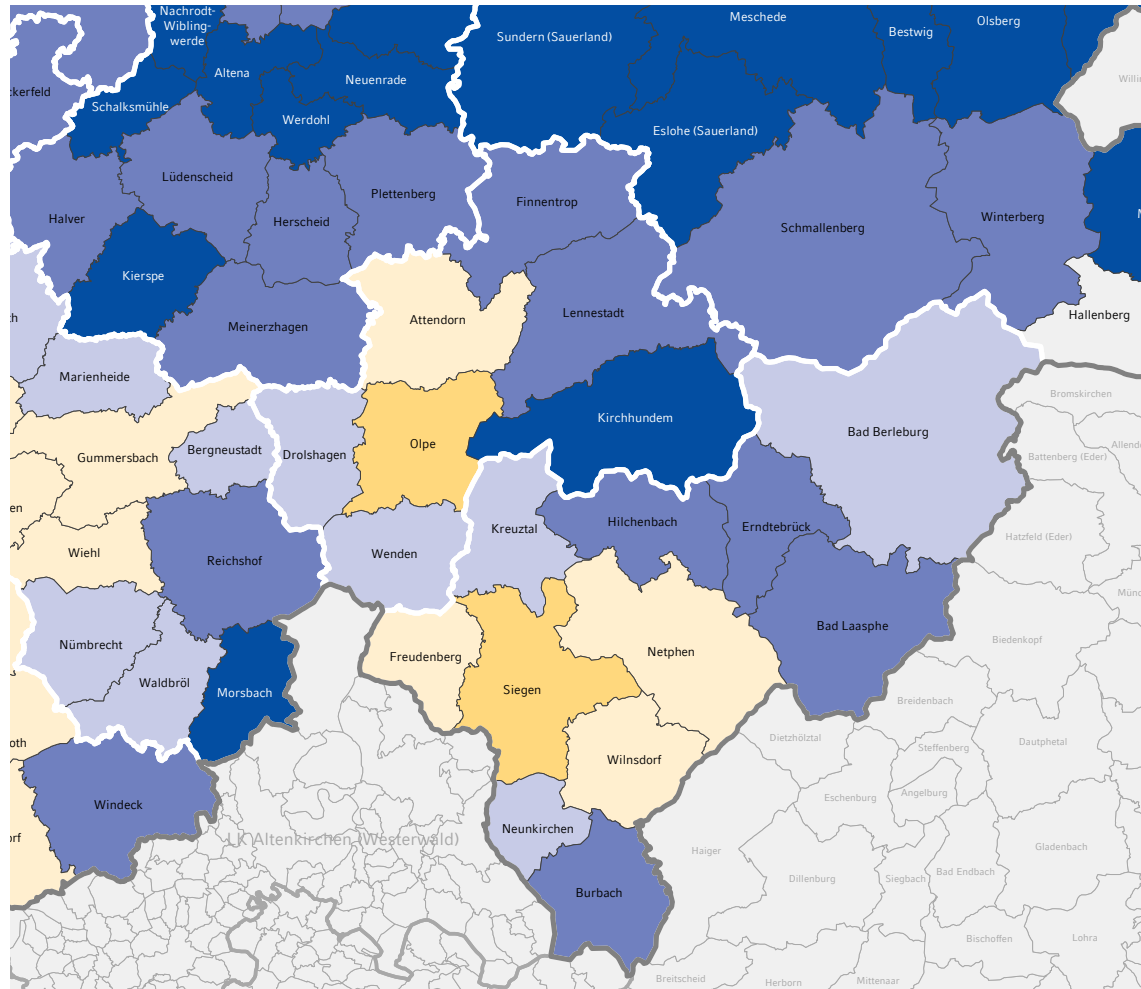 Nachrodt-
Wibling-
werde
Meschede
Olsberg
Bestwig
Sundern (Sauerland)
Altena
Neuenrade
ckerfeld
Schalksmühle
Werdohl
Eslohe (Sauerland)
Lüdenscheid
Plettenberg
Finnentrop
Halver
Herscheid
Schmallenberg
Winterberg
Kierspe
Meinerzhagen
Attendorn
Lennestadt
Hallenberg
Marienheide
Bromskirchen
Kirchhundem
Bad Berleburg
Olpe
Gummersbach
Bergneustadt
Drolshagen
Battenberg (Eder)
en
Kreuztal
Hilchenbach
Erndtebrück
Hatzfeld (Eder)
Wiehl
Reichshof
Wenden
Bad Laasphe
Biedenkopf
Nümbrecht
Freudenberg
Netphen
Waldbröl
Morsbach
Siegen
Breidenbach
oth
Dietzhölztal
Steffenberg
Dautphetal
Wilnsdorf
Eschenburg
Angelburg
Windeck
Neunkirchen
orf
LK Altenkirchen (Westerwald)
Haiger
Gladenbach
Dillenburg
Siegbach
Bad Endbach
Burbach
Bischoffen
Lohra
Breitscheid
Herborn
Mittenaar